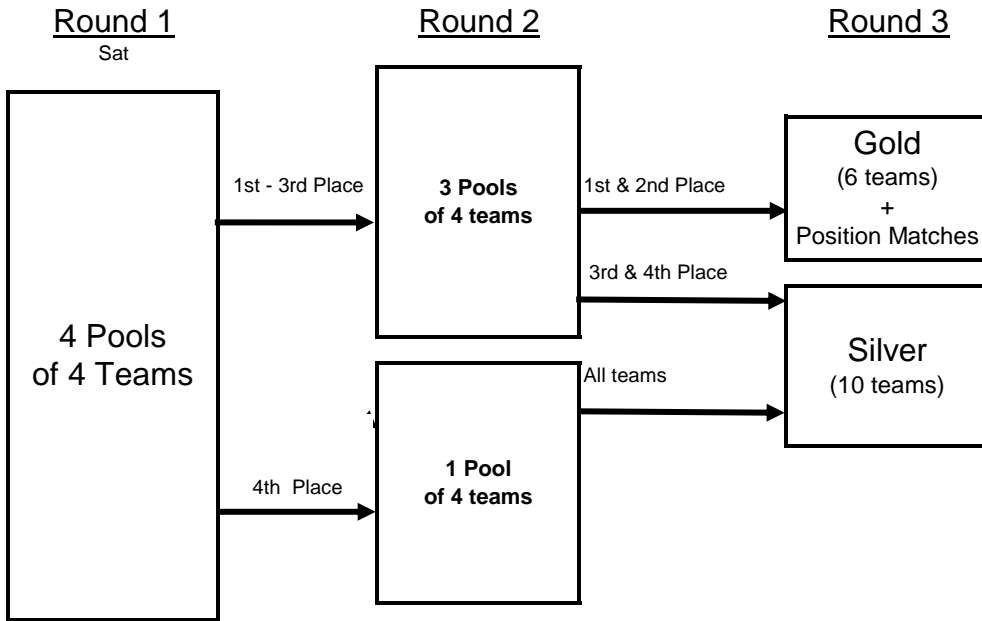 Round 1
Sat
Round 2
Round 3
4 Pools
of 4 Teams
1st - 3rd Place
4th Place
3 Pools
of 4 teams
1 Pool
of 4 teams
1st & 2nd Place
3rd & 4th Place
All teams
Gold
(6 teams)
+
Position Matches
Silver
(10 teams)